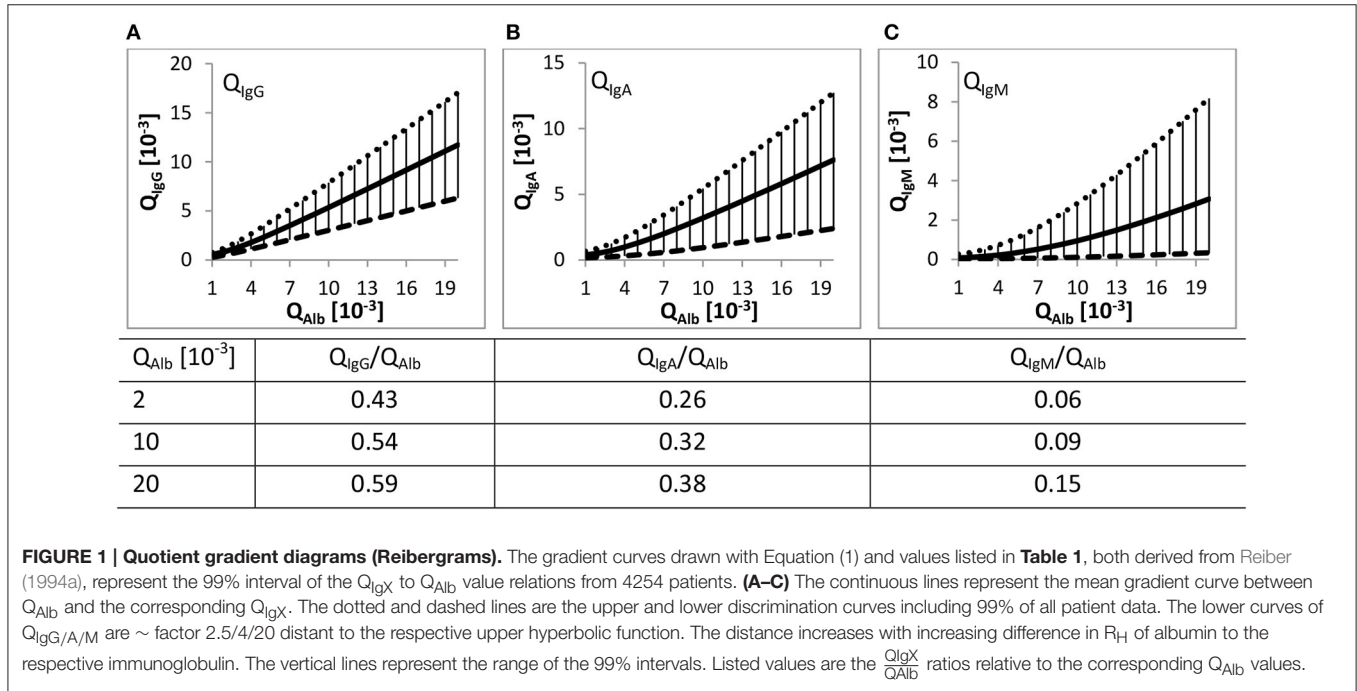 A
B
C
20
15
10
5
0
Q_IgG
Q_IgG [10^-3]
1 4 7 10 13 16 19
Q_Alb [10^-3]
15
10
5
0
Q_IgA
Q_IgA [10^-3]
1 4 7 10 13 16 19
Q_Alb [10^-3]
10
8
6
4
2
0
Q_IgM
Q_IgM [10^-3]
1 4 7 10 13 16 19
Q_Alb [10^-3]
Q_Alb [10^-3] Q_IgG/Q_Alb Q_IgA/Q_Alb Q_IgM/Q_Alb
2 0.43 0.26 0.06
10 0.54 0.32 0.09
20 0.59 0.38 0.15
FIGURE 1 | Quotient gradient diagrams (Reibergrams). The gradient curves drawn with Equation (1) and values listed in Table 1, both derived from Reiber
(1994a), represent the 99% interval of the Q_IgX to Q_Alb value relations from 4254 patients. (A–C) The continuous lines represent the mean gradient curve between
Q_Alb and the corresponding Q_IgX. The dotted and dashed lines are the upper and lower discrimination curves including 99% of all patient data. The lower curves of
Q_IgG/A/M are ~ factor 2.5/4/20 distant to the respective upper hyperbolic function. The distance increases with increasing difference in R_H of albumin to the
respective immunoglobulin. The vertical lines represent the range of the 99% intervals. Listed values are the QIgX/QAlb ratios relative to the corresponding Q_Alb values.